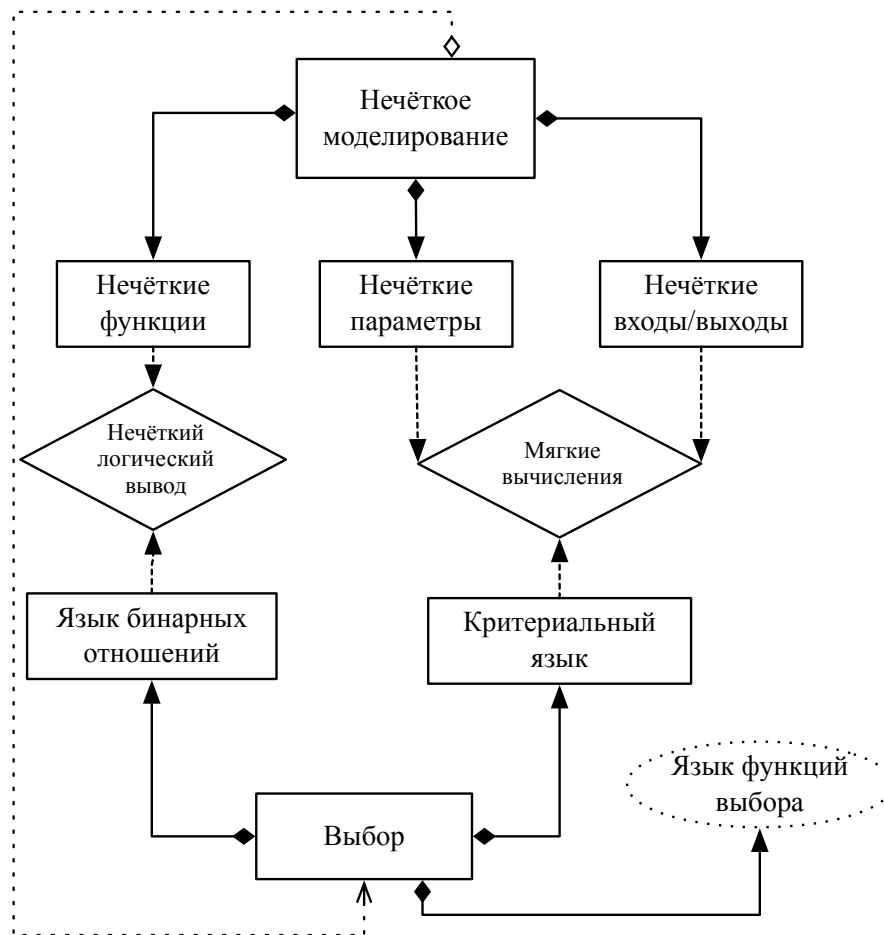 Нечёткое
моделирование
Нечёткие
функции
Нечёткие
параметры
Нечёткие
входы/выходы
Нечёткий
логический
вывод
Мягкие
вычисления
Язык бинарных
отношений
Критериальный
язык
Язык функций
выбора
Выбор